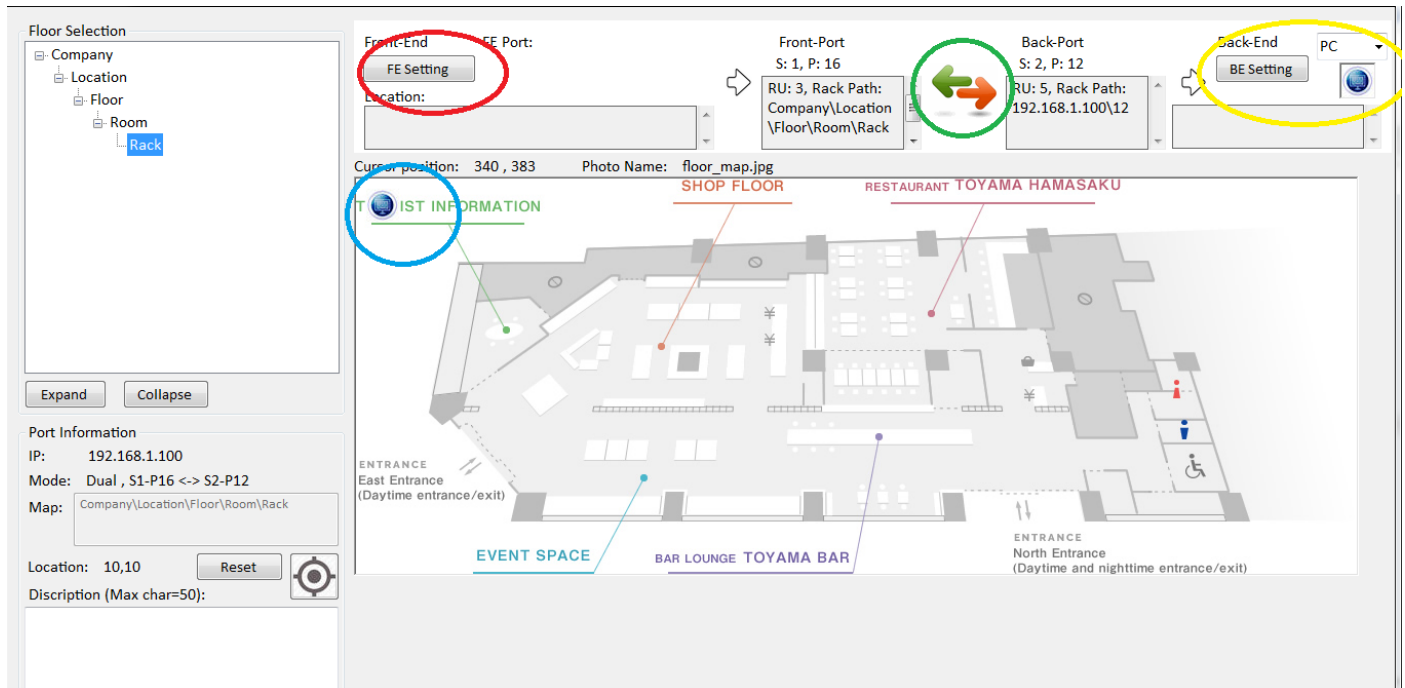 Floor Selection
Company
Location
Floor
Room
Rack
Expand
Collapse
Port Information
IP: 192.168.1.100
Mode: Dual , S1-P16 <-> S2-P12
Map: Company\Location\Floor\Room\Rack
Location: 10,10
Reset
Discription (Max char=50):
Front-End
FE Port:
FE Setting
Location:
Front-Port
S: 1, P: 16
RU: 3, Rack Path:
Company\Location
\Floor\Room\Rack
Back-Port
S: 2, P: 12
RU: 5, Rack Path:
192.168.1.100\12
Back-End
PC
BE Setting
Cursor position: 340 , 383
Photo Name: floor_map.jpg
T IST INFORMATION
SHOP FLOOR
RESTAURANT TOYAMA HAMASAKU
¥
¥
¥
ENTRANCE
East Entrance
(Daytime entrance/exit)
EVENT SPACE
BAR LOUNGE TOYAMA BAR
ENTRANCE
North Entrance
(Daytime and nighttime entrance/exit)